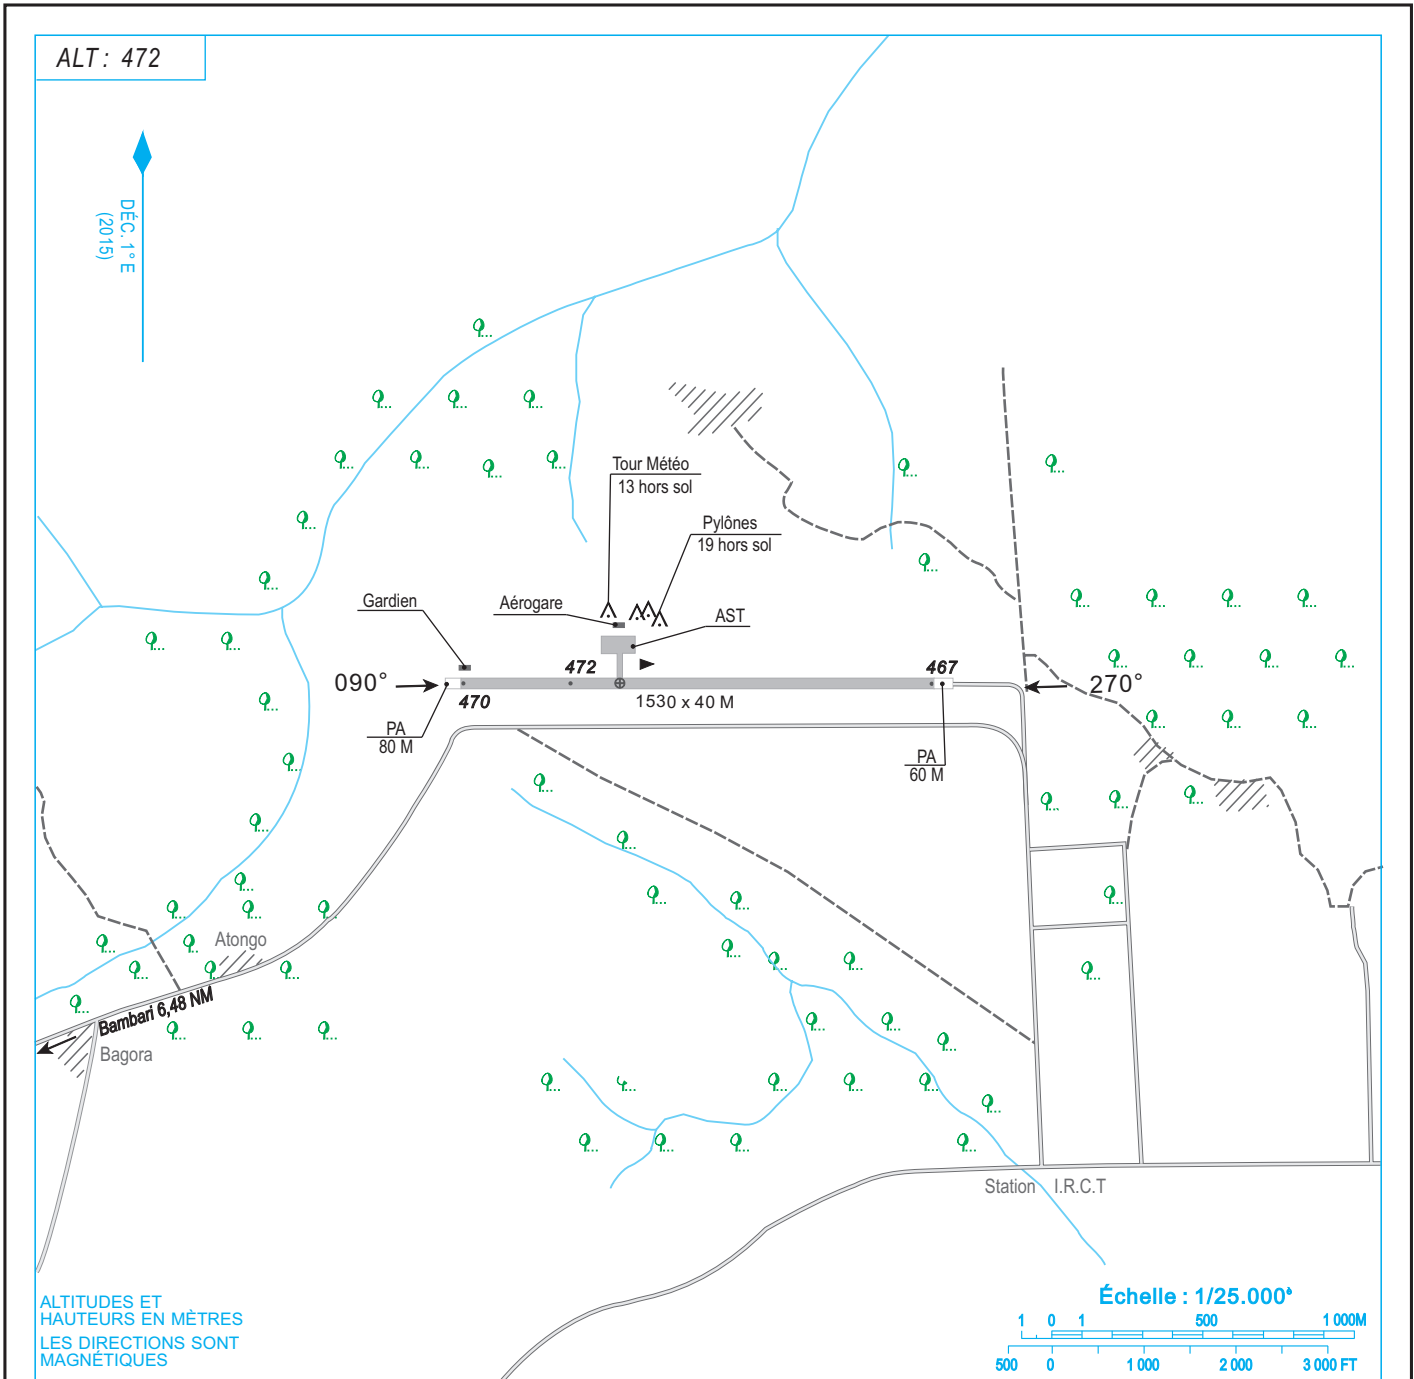 ALT : 472
DÉC. 1° E
(2015)
Tour Météo
13 hors sol
Pylônes
19 hors sol
Gardien
Aérogare
AST
472
467
090°
270°
470
1530 x 40 M
PA
80 M
PA
60 M
Atongo
Bambari 6,48 NM
Bagora
Station I.R.C.T
ALTITUDES ET
HAUTEURS EN MÈTRES
LES DIRECTIONS SONT
MAGNÉTIQUES
Échelle : 1/25.000è
1 0 1 500 1 000M
500 0 1 000 2 000 3 000 FT